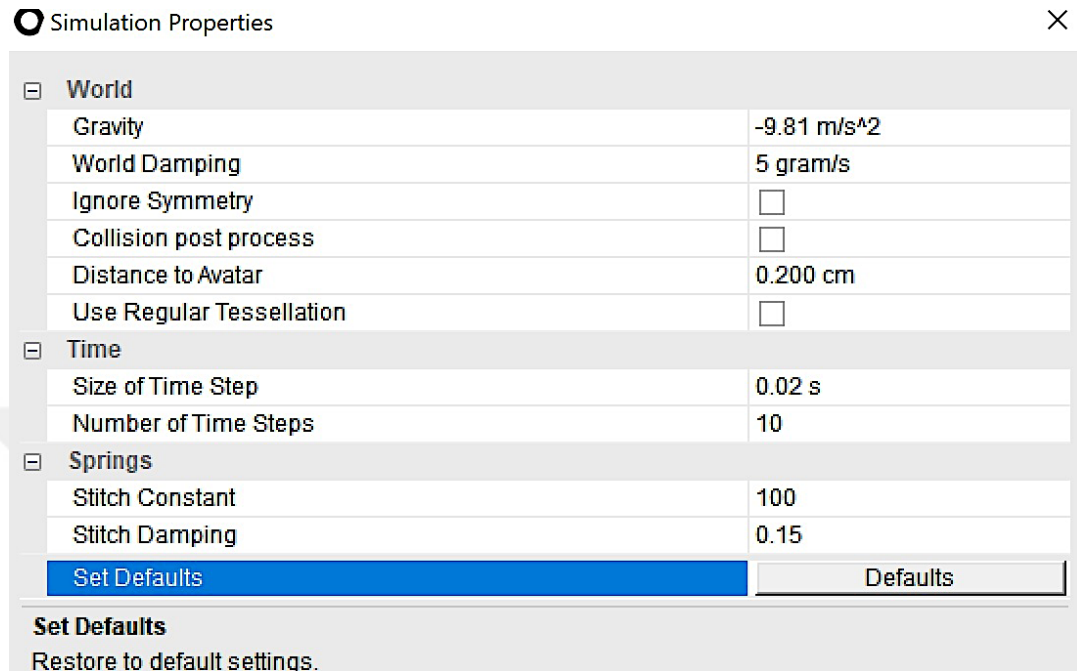 Simulation Properties
World
Gravity -9.81 m/s^2
World Damping 5 gram/s
Ignore Symmetry
Collision post process
Distance to Avatar 0.200 cm
Use Regular Tessellation
Time
Size of Time Step 0.02 s
Number of Time Steps 10
Springs
Stitch Constant 100
Stitch Damping 0.15
Set Defaults Defaults
Set Defaults
Restore to default settings.